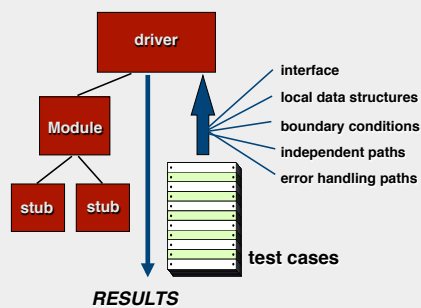 driver
interface
local data structures
boundary conditions
independent paths
error handling paths
Module
stub
stub
test cases
RESULTS